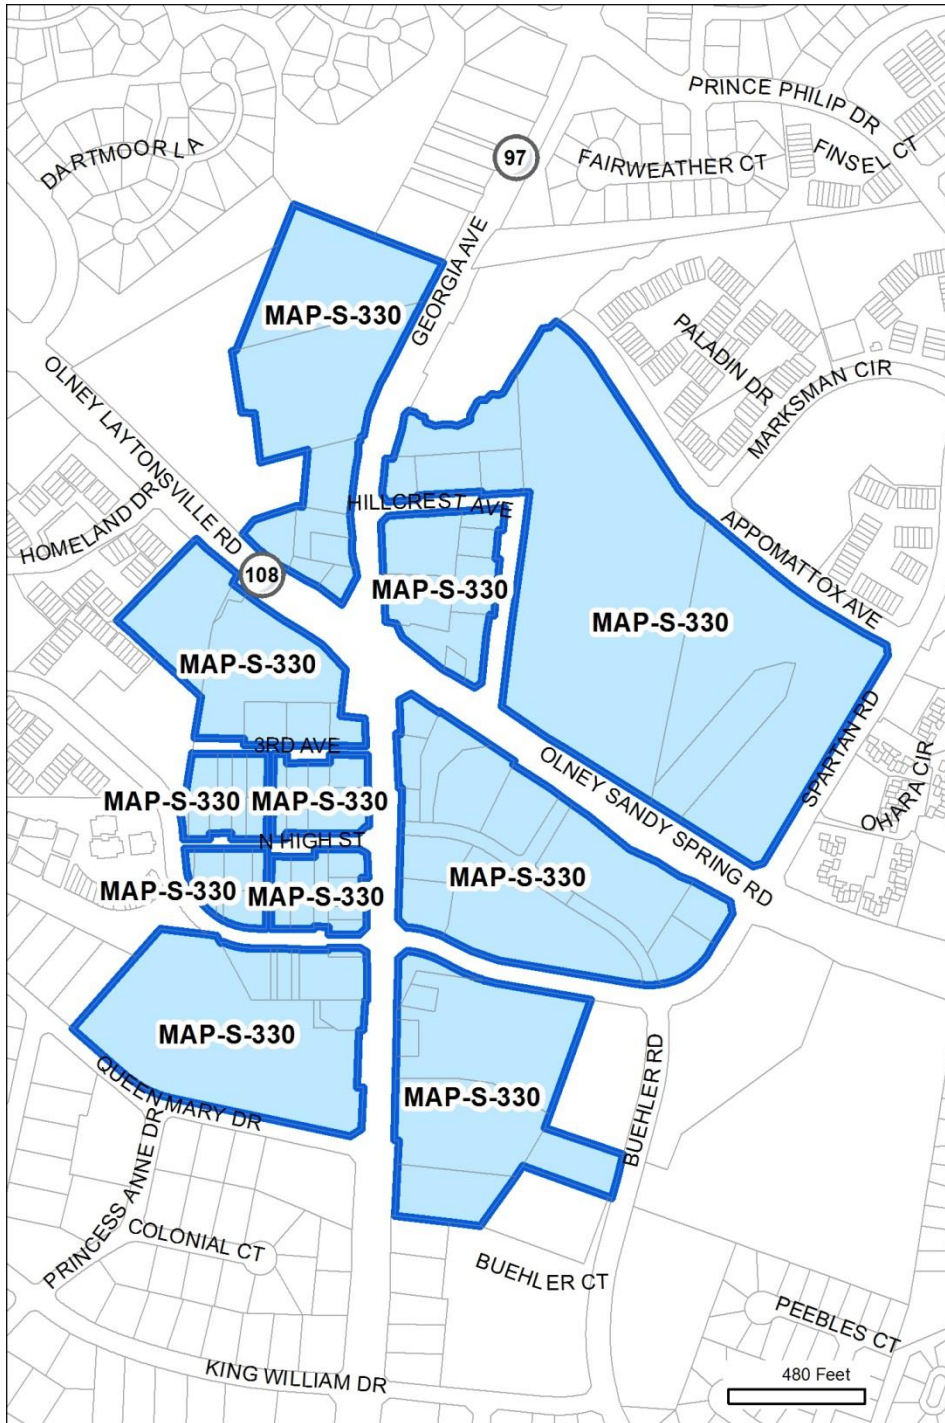 PRINCE PHILIP DR
97
DARTMOOR LA
FAIRWEATHER CT
FINSEL CT
GEORGIA AVE
MAP-S-330
PALADIN DR
MARKSMAN CIR
OLNEY LAYTONSVILLE RD
HILLCREST AVE
HOMELAND DR
APPOMATTOX AVE
108
MAP-S-330
MAP-S-330
MAP-S-330
SPARTAN RD
3RD AVE
OLNEY SANDY SPRING RD
OHARA CIR
MAP-S-330
MAP-S-330
N HIGH ST
MAP-S-330
MAP-S-330
MAP-S-330
MAP-S-330
QUEEN MARY DR
MAP-S-330
BUEHLER RD
PRINCESS ANNE DR
COLONIAL CT
BUEHLER CT
PEEBLES CT
KING WILLIAM DR
480 Feet